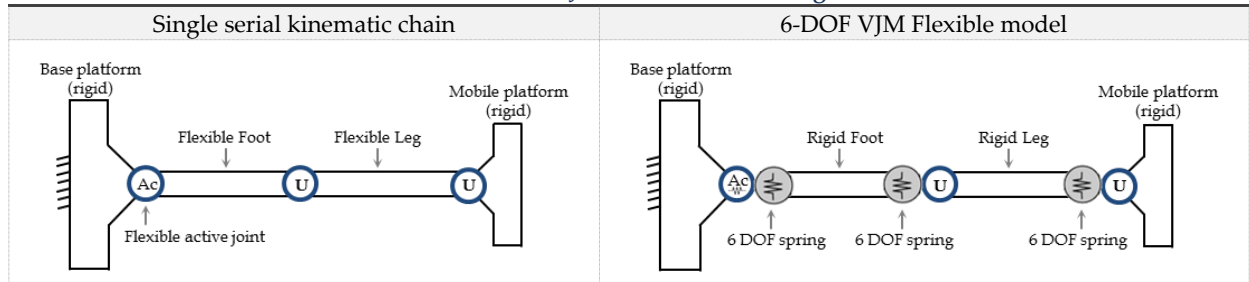 Single serial kinematic chain
6-DOF VJM Flexible model
Base platform
(rigid)
Mobile platform
(rigid)
Flexible Foot
Flexible Leg
Ac
U
U
Flexible active joint
Base platform
(rigid)
Mobile platform
(rigid)
Rigid Foot
Rigid Leg
Ac
U
U
6 DOF spring
6 DOF spring
6 DOF spring